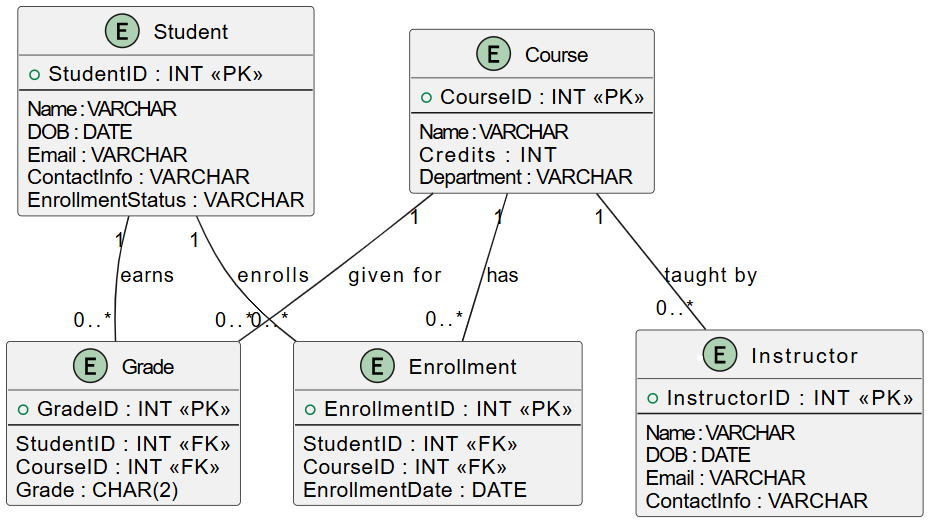 E Student
StudentID : INT «PK»
Name : VARCHAR
DOB : DATE
Email : VARCHAR
ContactInfo : VARCHAR
EnrollmentStatus : VARCHAR
E Course
CourseID : INT «PK»
Name : VARCHAR
Credits : INT
Department : VARCHAR
1
1
1
1
1
earns
enrolls
given for
has
taught by
0..*
0..*
0..*
0..*
0..*
E Grade
GradeID : INT «PK»
StudentID : INT «FK»
CourseID : INT «FK»
Grade : CHAR(2)
E Enrollment
EnrollmentID : INT «PK»
StudentID : INT «FK»
CourseID : INT «FK»
EnrollmentDate : DATE
E Instructor
InstructorID : INT «PK»
Name : VARCHAR
DOB : DATE
Email : VARCHAR
ContactInfo : VARCHAR